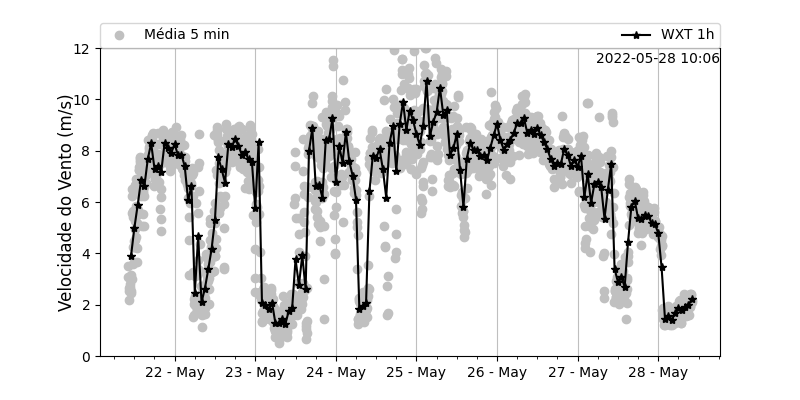 Média 5 min
WXT 1h
2022-05-28 10:06
Velocidade do Vento (m/s)
12
10
8
6
4
2
0
22 - May
23 - May
24 - May
25 - May
26 - May
27 - May
28 - May